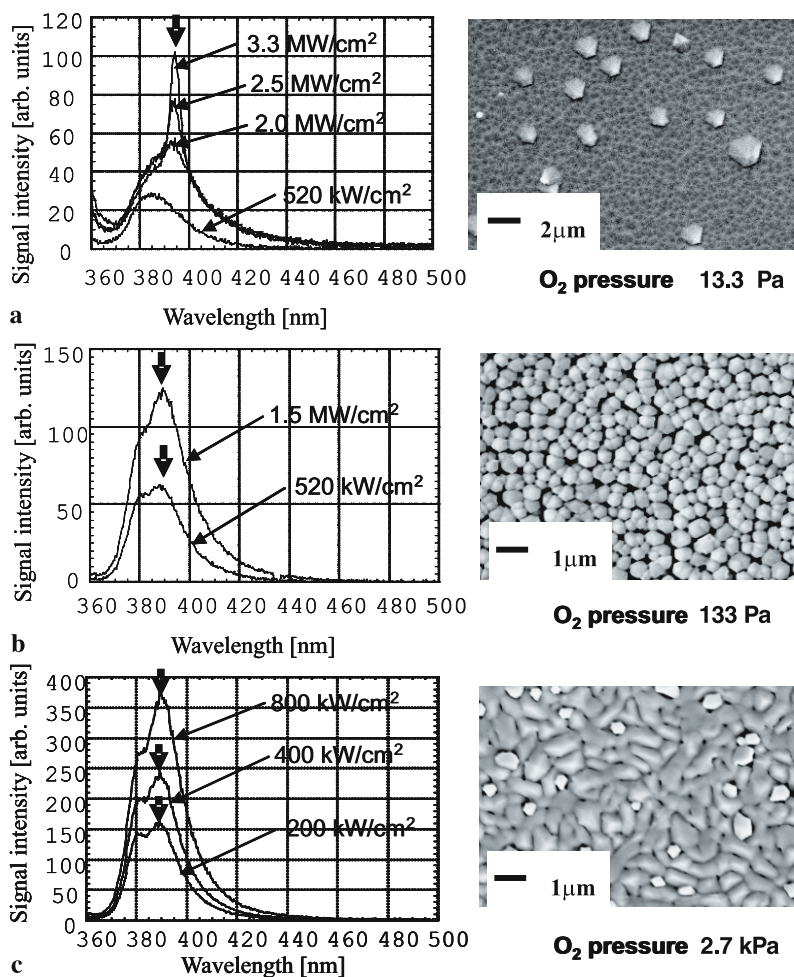 Signal intensity [arb. units]
120
100
80
60
40
20
0
3.3 MW/cm²
2.5 MW/cm²
2.0 MW/cm²
520 kW/cm²
360 380 400 420 440 460 480 500
Wavelength [nm]
a
2μm
O₂ pressure 13.3 Pa
Signal intensity [arb. units]
150
100
50
0
1.5 MW/cm²
520 kW/cm²
360 380 400 420 440 460 480 500
Wavelength [nm]
b
1μm
O₂ pressure 133 Pa
Signal intensity [arb. units]
400
350
300
250
200
150
100
50
0
800 kW/cm²
400 kW/cm²
200 kW/cm²
360 380 400 420 440 460 480 500
Wavelength [nm]
c
1μm
O₂ pressure 2.7 kPa